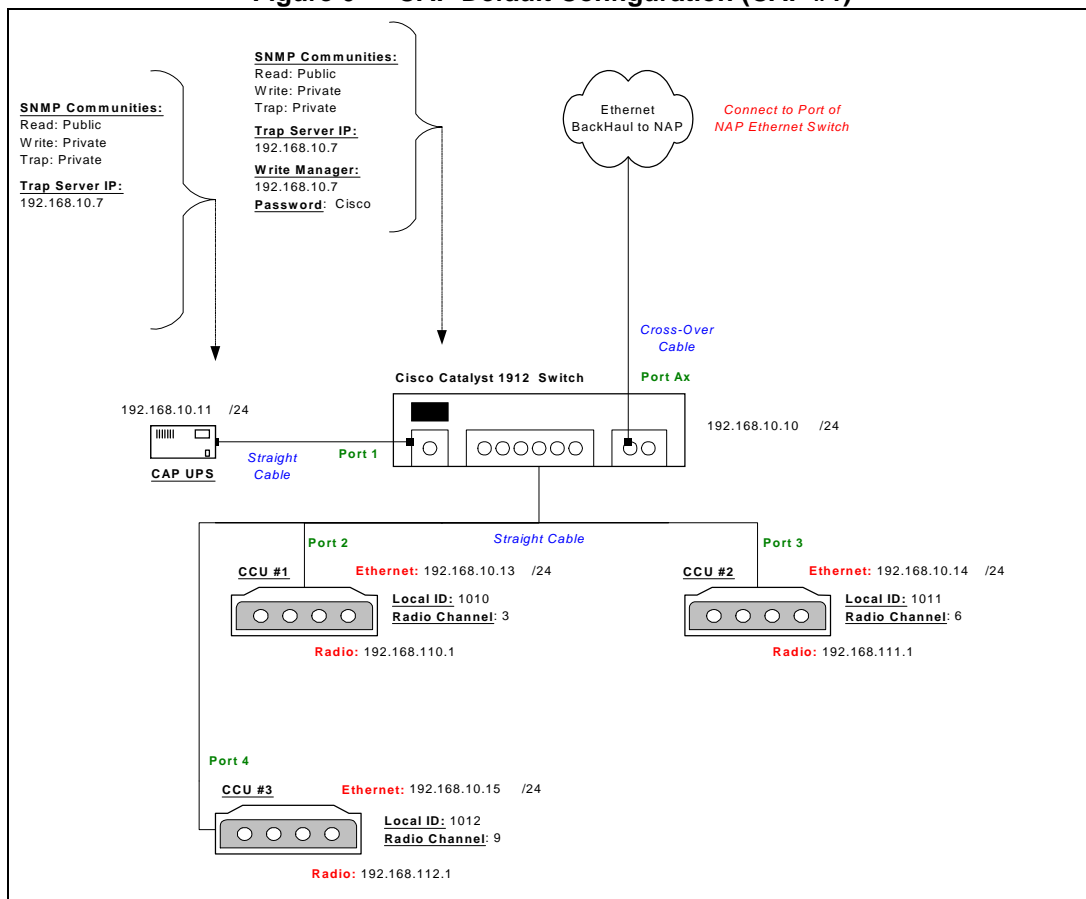 SNMP Communities:
Read: Public
Write: Private
Trap: Private
Trap Server IP:
192.168.10.7
SNMP Communities:
Read: Public
Write: Private
Trap: Private
Trap Server IP:
192.168.10.7
Write Manager:
192.168.10.7
Password: Cisco
Ethernet
BackHaul to NAP
Connect to Port of
NAP Ethernet Switch
Cross-Over
Cable
Cisco Catalyst 1912 Switch
Port Ax
192.168.10.11 /24
192.168.10.10 /24
CAP UPS
Straight
Cable
Port 1
Port 2
Straight Cable
Port 3
CCU #1
Ethernet: 192.168.10.13 /24
Local ID: 1010
Radio Channel: 3
Radio: 192.168.110.1
CCU #2
Ethernet: 192.168.10.14 /24
Local ID: 1011
Radio Channel: 6
Radio: 192.168.111.1
Port 4
CCU #3
Ethernet: 192.168.10.15 /24
Local ID: 1012
Radio Channel: 9
Radio: 192.168.112.1